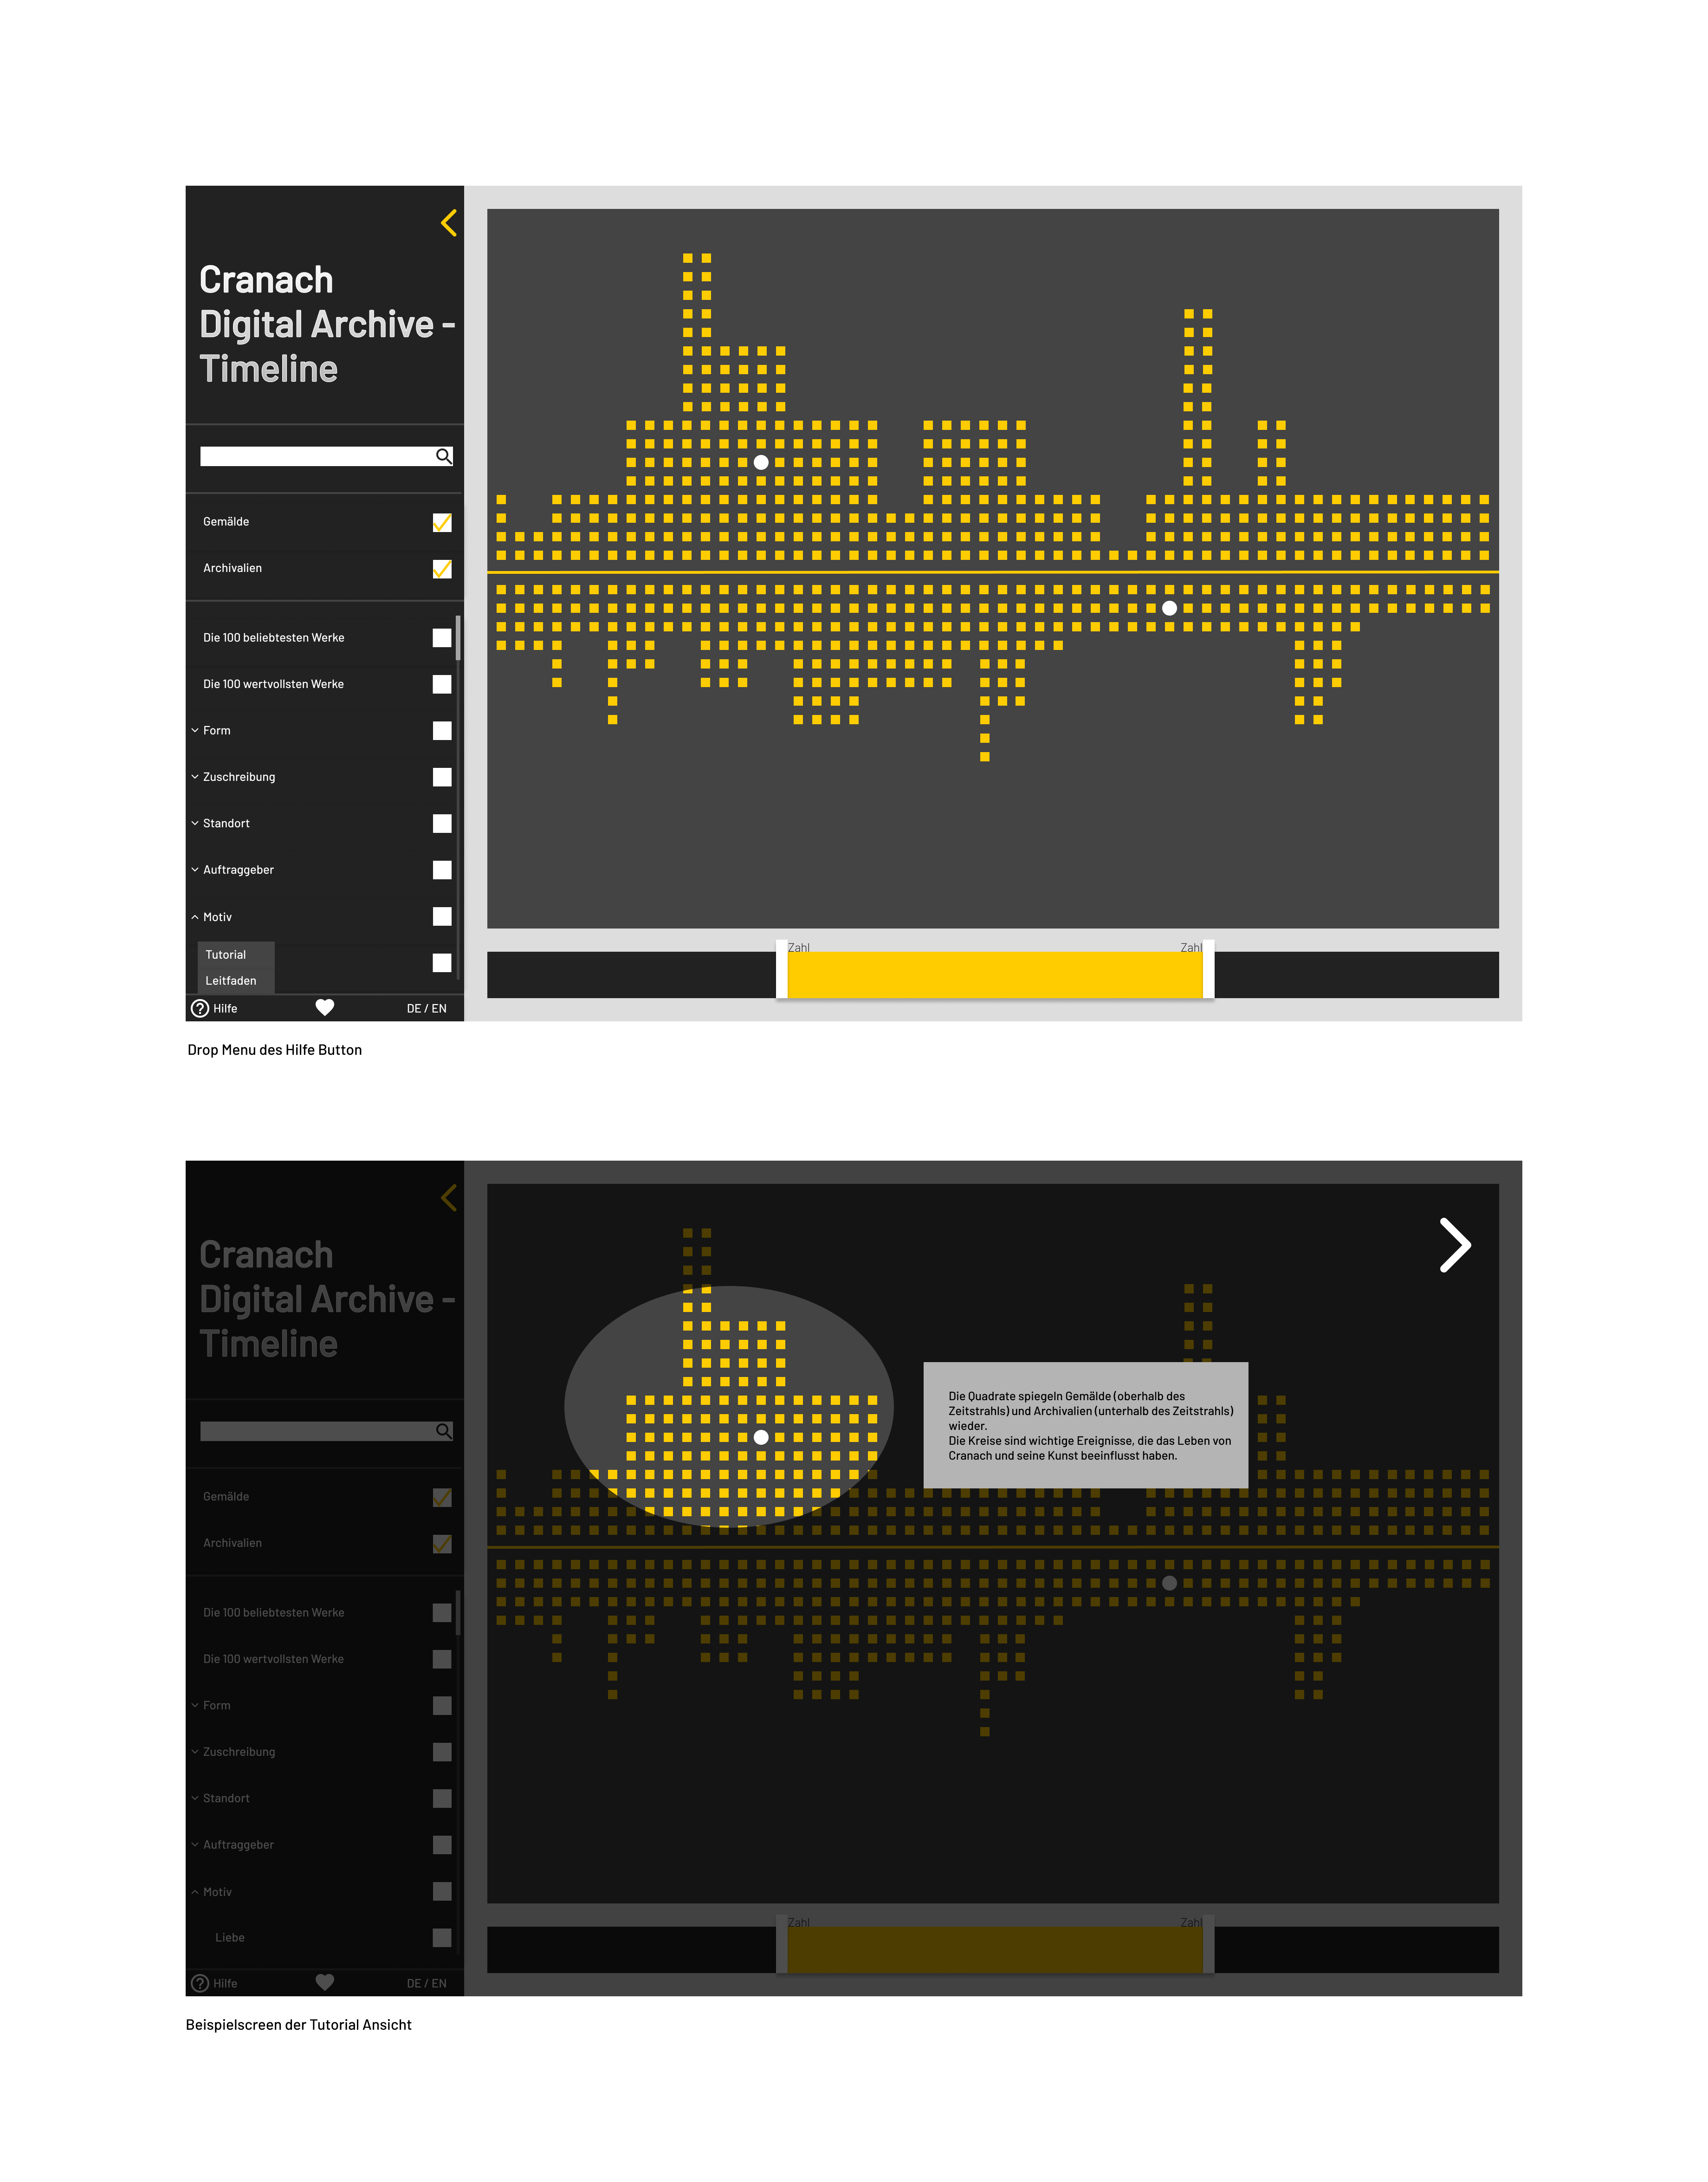 Cranach
Digital Archive -
Timeline
Gemälde
Archivalien
Die 100 beliebtesten Werke
Die 100 wertvollsten Werke
Form
Zuschreibung
Standort
Auftraggeber
Motiv
Tutorial
Leitfaden
Hilfe
DE / EN
Zahl
Zahl
Drop Menu des Hilfe Button
Cranach
Digital Archive -
Timeline
Gemälde
Archivalien
Die 100 beliebtesten Werke
Die 100 wertvollsten Werke
Form
Zuschreibung
Standort
Auftraggeber
Motiv
Liebe
Hilfe
DE / EN
Die Quadrate spiegeln Gemälde (oberhalb des
Zeitstrahls) und Archivalien (unterhalb des Zeitstrahls)
wieder.
Die Kreise sind wichtige Ereignisse, die das Leben von
Cranach und seine Kunst beeinflusst haben.
Zahl
Zahl
Beispielscreen der Tutorial Ansicht